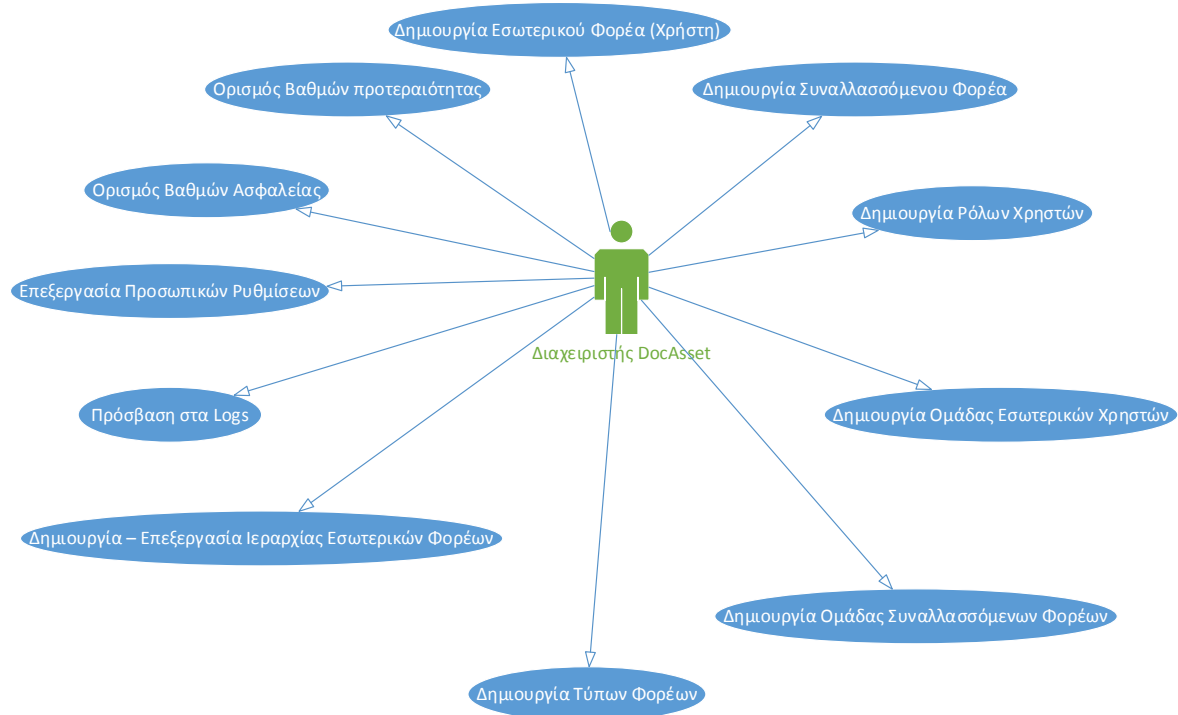 Δημιουργία Εσωτερικού Φορέα (Χρήστη)
Ορισμός Βαθμών προτεραιότητας
Δημιουργία Συναλλασσόμενου Φορέα
Ορισμός Βαθμών Ασφαλείας
Δημιουργία Ρόλων Χρηστών
Επεξεργασία Προσωπικών Ρυθμίσεων
Διαχειριστής DocAsset
Πρόσβαση στα Logs
Δημιουργία Ομάδας Εσωτερικών Χρηστών
Δημιουργία – Επεξεργασία Ιεραρχίας Εσωτερικών Φορέων
Δημιουργία Ομάδας Συναλλασσόμενων Φορέων
Δημιουργία Τύπων Φορέων